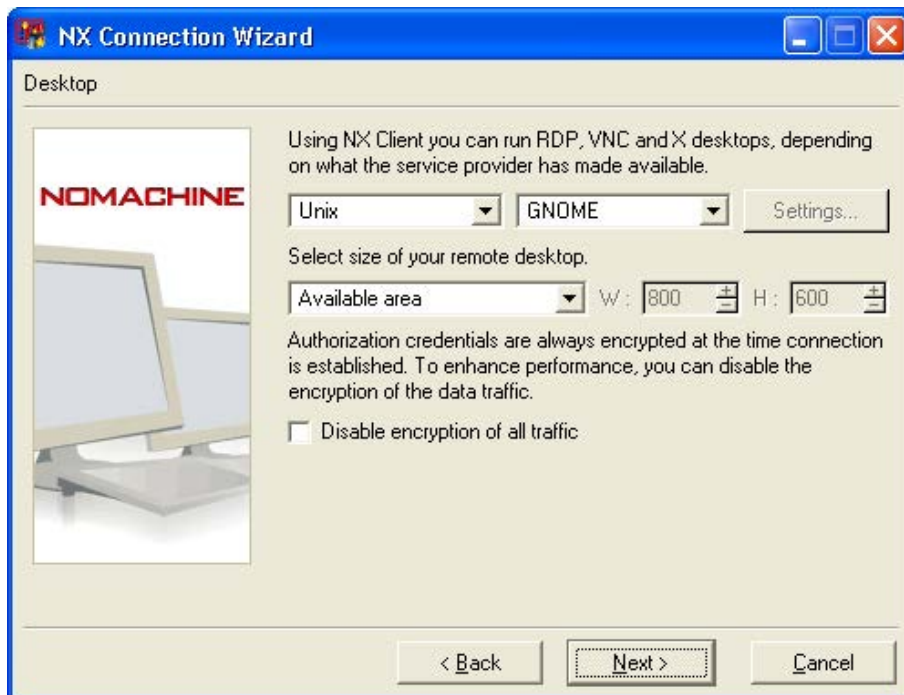 NX Connection Wizard
Desktop
NOMACHINE
Using NX Client you can run RDP, VNC and X desktops, depending
on what the service provider has made available.
Unix GNOME Settings...
Select size of your remote desktop.
Available area W : 800 H : 600
Authorization credentials are always encrypted at the time connection
is established. To enhance performance, you can disable the
encryption of the data traffic.
Disable encryption of all traffic
< Back Next > Cancel